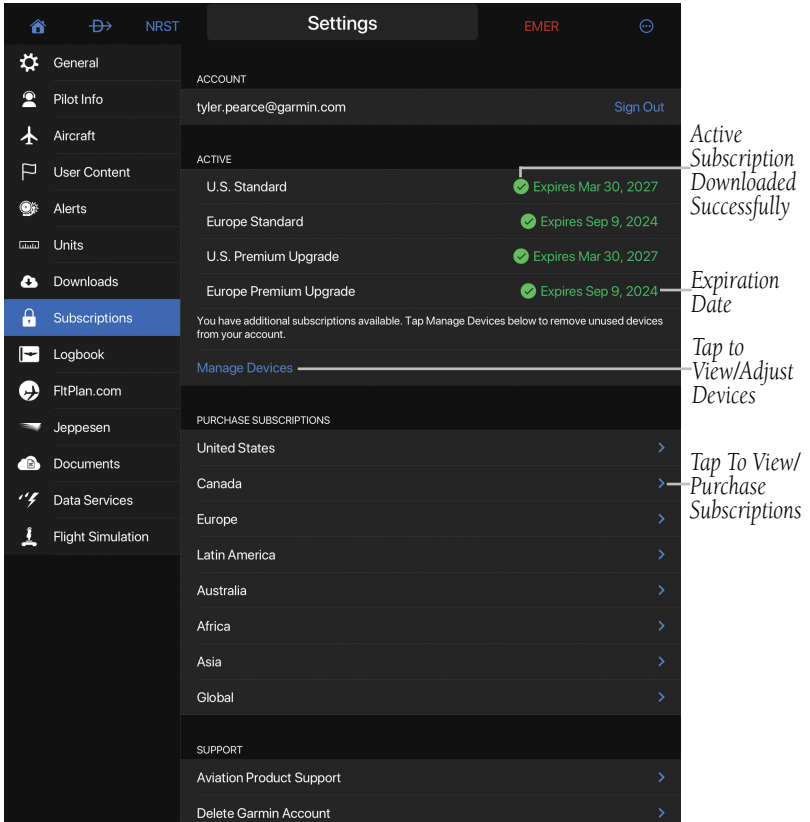 NRST
Settings
EMER
General
Pilot Info
Aircraft
User Content
Alerts
Units
Downloads
Subscriptions
Logbook
FltPlan.com
Jeppesen
Documents
Data Services
Flight Simulation
ACCOUNT
tyler.pearce@garmin.com Sign Out
ACTIVE
U.S. Standard Expires Mar 30, 2027
Europe Standard Expires Sep 9, 2024
U.S. Premium Upgrade Expires Mar 30, 2027
Europe Premium Upgrade Expires Sep 9, 2024
You have additional subscriptions available. Tap Manage Devices below to remove unused devices
from your account.
Manage Devices
PURCHASE SUBSCRIPTIONS
United States
Canada
Europe
Latin America
Australia
Africa
Asia
Global
SUPPORT
Aviation Product Support
Delete Garmin Account
Active
Subscription
Downloaded
Successfully
Expiration
Date
Tap to
View/Adjust
Devices
Tap To View/
Purchase
Subscriptions